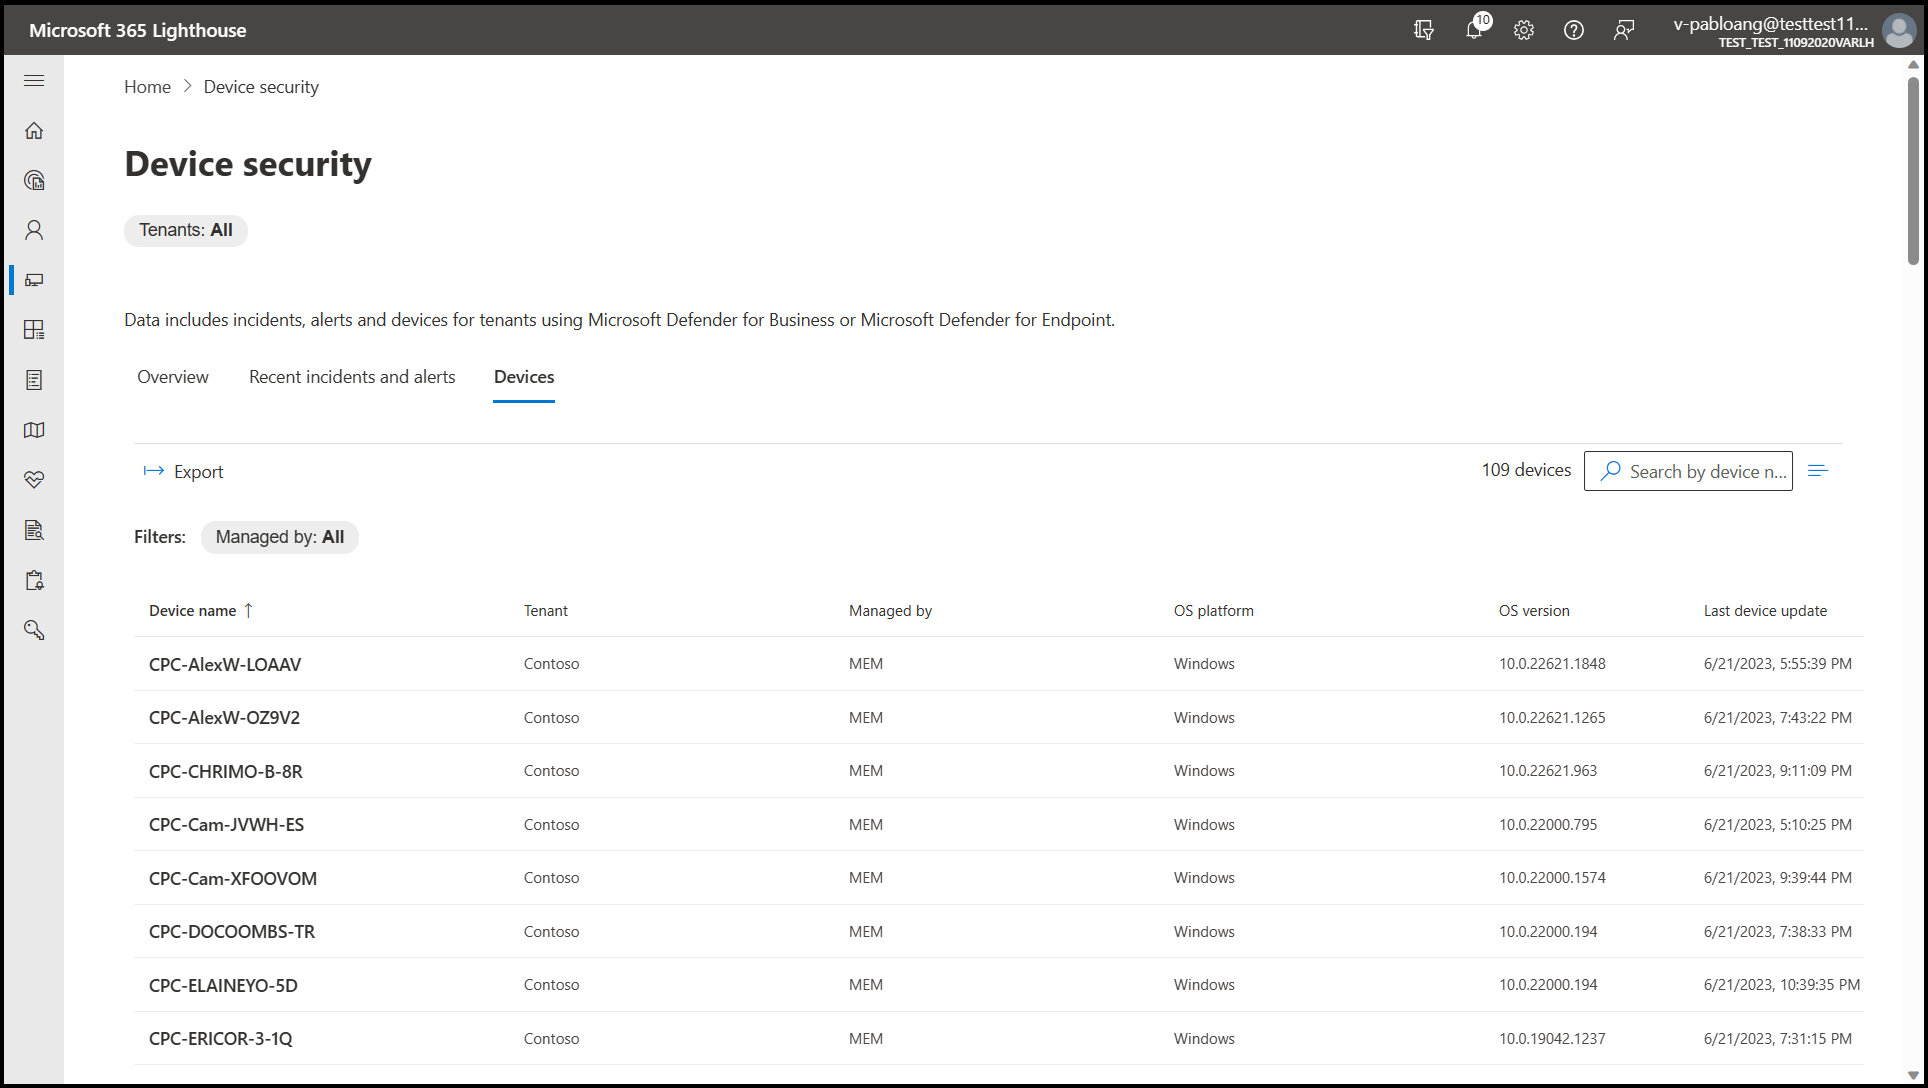 Microsoft 365 Lighthouse
10
v-pabloang@testtest11...
TEST_TEST_11092020VARLH
Home > Device security
Device security
Tenants: All
Data includes incidents, alerts and devices for tenants using Microsoft Defender for Business or Microsoft Defender for Endpoint.
Overview Recent incidents and alerts Devices
Export 109 devices Search by device n...
Filters: Managed by: All
Device name ↑ Tenant Managed by OS platform OS version Last device update
CPC-AlexW-LOAAV Contoso MEM Windows 10.0.22621.1848 6/21/2023, 5:55:39 PM
CPC-AlexW-OZ9V2 Contoso MEM Windows 10.0.22621.1265 6/21/2023, 7:43:22 PM
CPC-CHRIMO-B-8R Contoso MEM Windows 10.0.22621.963 6/21/2023, 9:11:09 PM
CPC-Cam-JVWH-ES Contoso MEM Windows 10.0.22000.795 6/21/2023, 5:10:25 PM
CPC-Cam-XFOOVOM Contoso MEM Windows 10.0.22000.1574 6/21/2023, 9:39:44 PM
CPC-DOCOOMBS-TR Contoso MEM Windows 10.0.22000.194 6/21/2023, 7:38:33 PM
CPC-ELAINEYO-5D Contoso MEM Windows 10.0.22000.194 6/21/2023, 10:39:35 PM
CPC-ERICOR-3-1Q Contoso MEM Windows 10.0.19042.1237 6/21/2023, 7:31:15 PM